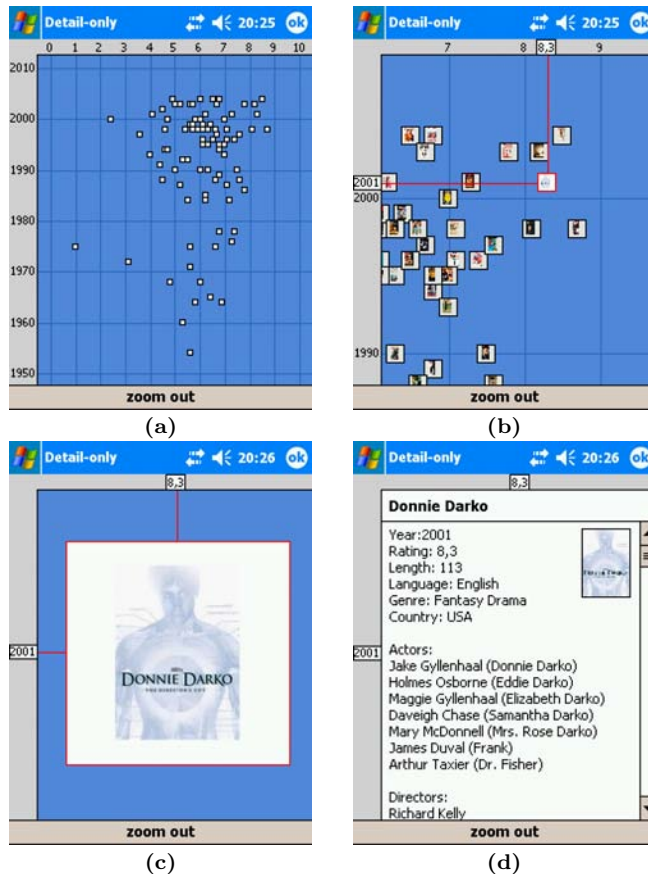 Detail-only 20:25 ok
0 1 2 3 4 5 6 7 8 9 10
2010
2000
1990
1980
1970
1960
1950
zoom out
(a)
Detail-only 20:25 ok
7 8 8,3 9
2001
2000
1990
zoom out
(b)
Detail-only 20:26 ok
8,3
2001
DONNIE DARKO
THE DIRECTOR'S CUT
zoom out
(c)
Detail-only 20:26 ok
8,3
Donnie Darko
Year:2001
Rating: 8,3
Length: 113
Language: English
Genre: Fantasy Drama
Country: USA
DONNIE DARKO
2001
Actors:
Jake Gyllenhaal (Donnie Darko)
Holmes Osborne (Eddie Darko)
Maggie Gyllenhaal (Elizabeth Darko)
Daveigh Chase (Samantha Darko)
Mary McDonnell (Mrs. Rose Darko)
James Duval (Frank)
Arthur Taxier (Dr. Fisher)
Directors:
Richard Kelly
zoom out
(d)